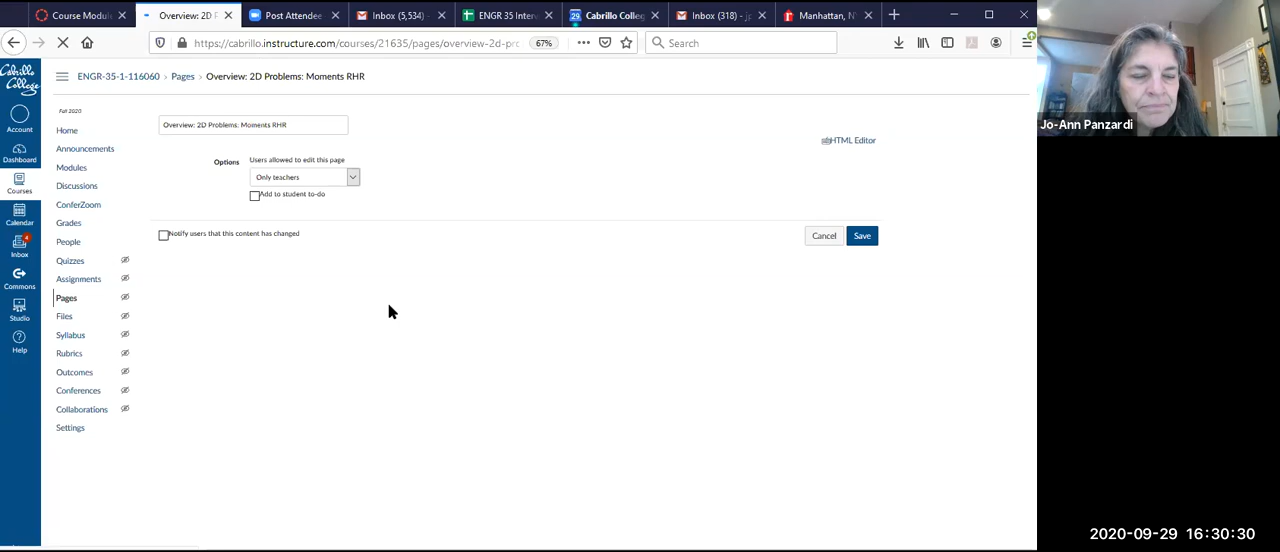 Course Modul
Overview: 2D P
Post Attendee
Inbox (5,534) -
ENGR 35 Inter
29
Cabrillo Colleg
Inbox (318) - jp
Manhattan, N
https://cabrillo.instructure.com/courses/21635/pages/overview-2d-pro
67%
Search
Cabrillo
College
ENGR-35-1-116060 › Pages › Overview: 2D Problems: Moments RHR
Jo-Ann Panzardi
Account
Dashboard
Courses
Calendar
4
Inbox
Commons
Studio
Help
Fall 2020
Home
Announcements
Modules
Discussions
ConferZoom
Grades
People
Quizzes
Assignments
Pages
Files
Syllabus
Rubrics
Outcomes
Conferences
Collaborations
Settings
Overview: 2D Problems: Moments RHR
HTML Editor
Options
Users allowed to edit this page
Only teachers
Add to student to-do
Notify users that this content has changed
Cancel
Save
2020-09-29 16:30:30